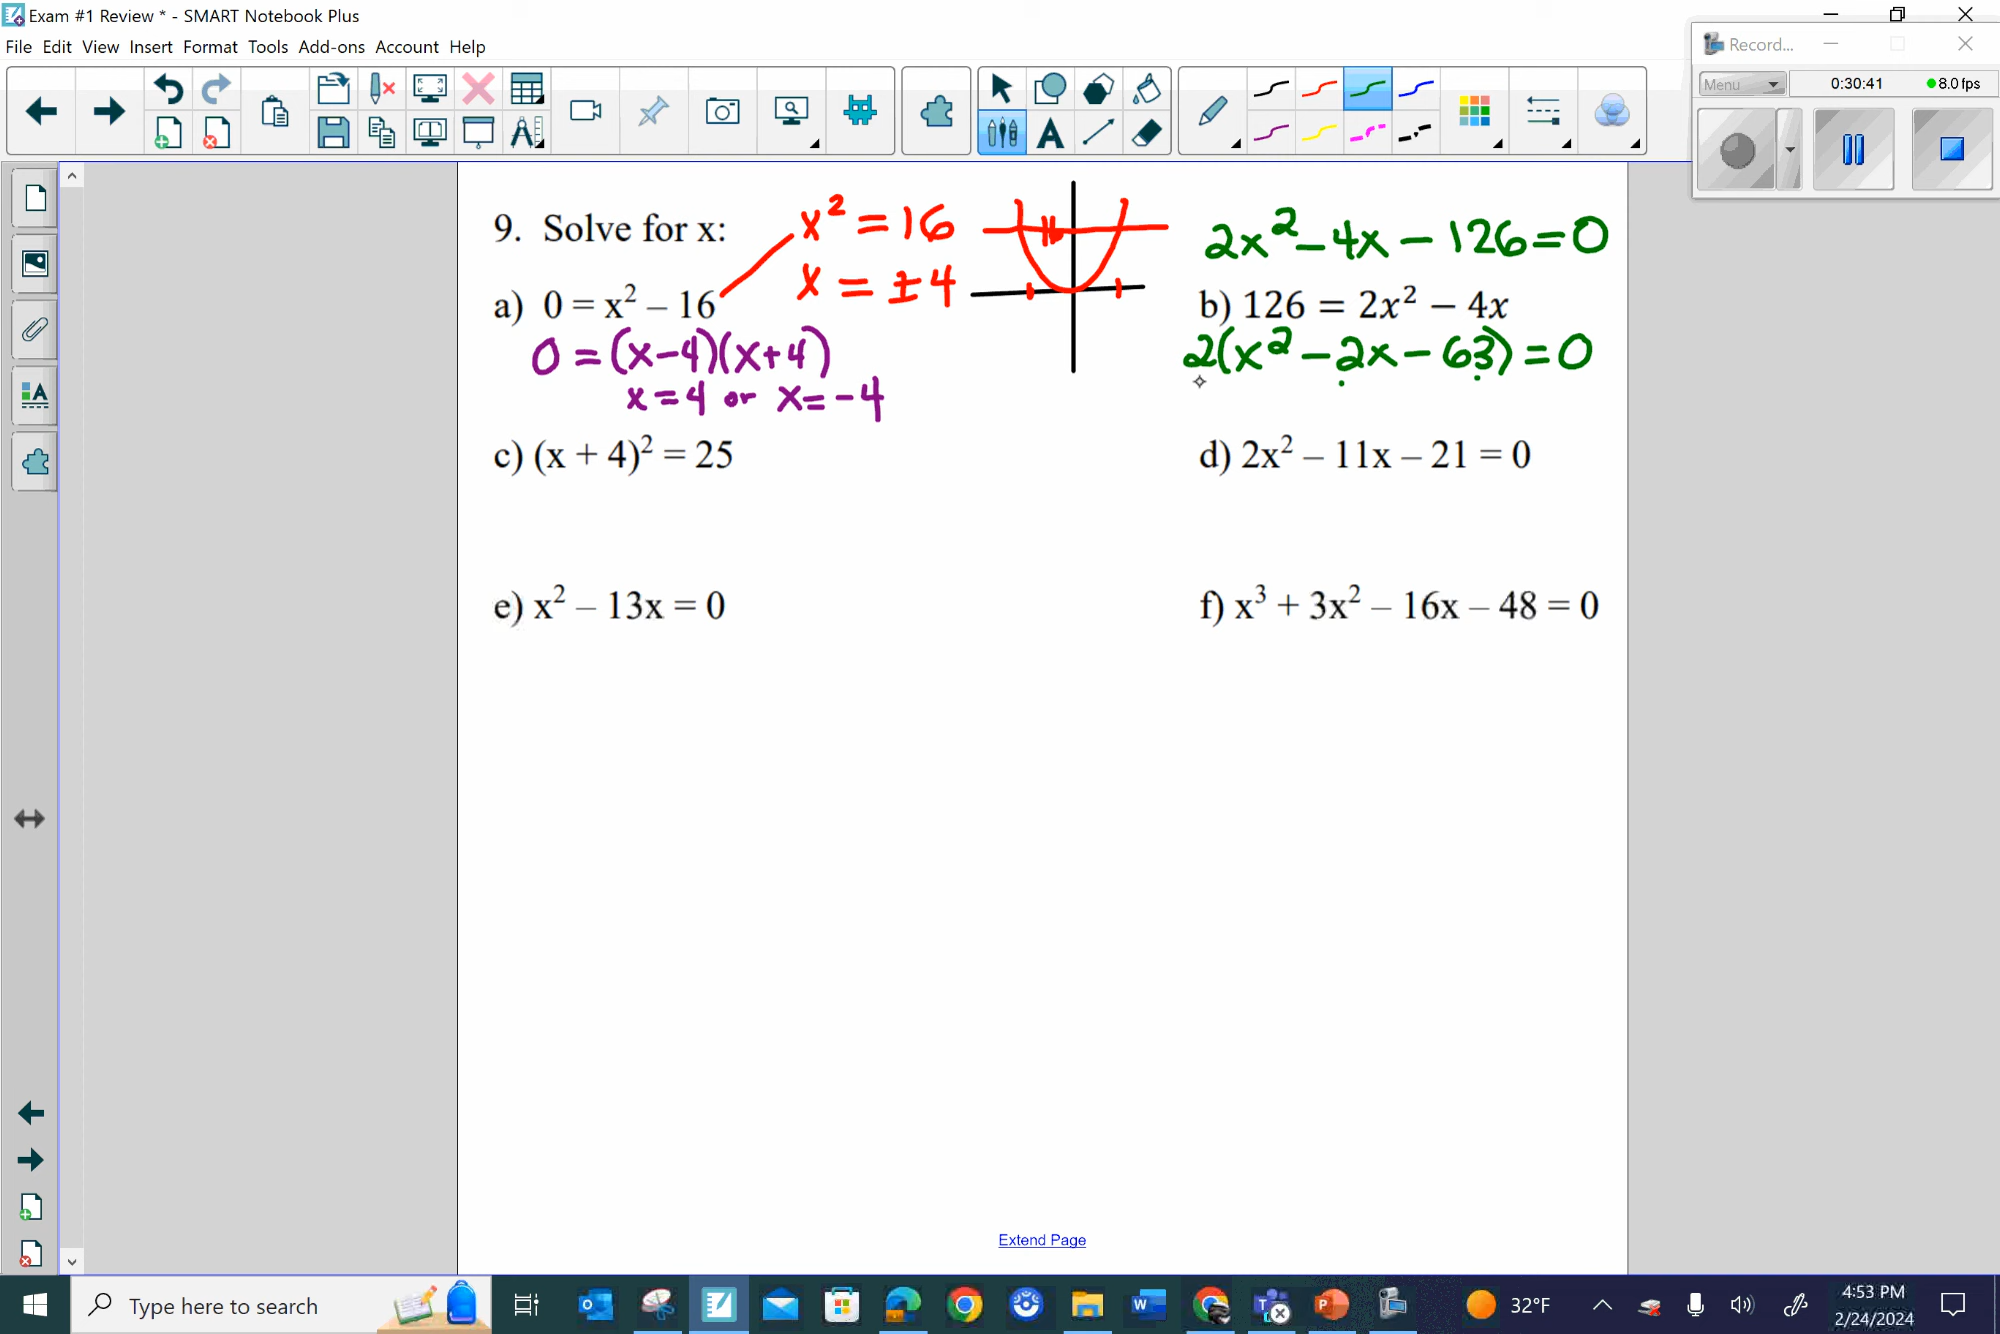 Exam #1 Review * - SMART Notebook Plus
File Edit View Insert Format Tools Add-ons Account Help
Record...
Menu 0:30:41 8.0 fps
9. Solve for x:
x² = 16
x = ±4
16
a) 0 = x² – 16
0 = (x-4)(x+4)
x = 4 or x = -4
2x² - 4x - 126 = 0
b) 126 = 2x² − 4x
2(x² - 2x - 63) = 0
c) (x + 4)² = 25
d) 2x² – 11x – 21 = 0
e) x² – 13x = 0
f) x³ + 3x² – 16x – 48 = 0
Extend Page
Type here to search
32°F
4:53 PM
2/24/2024